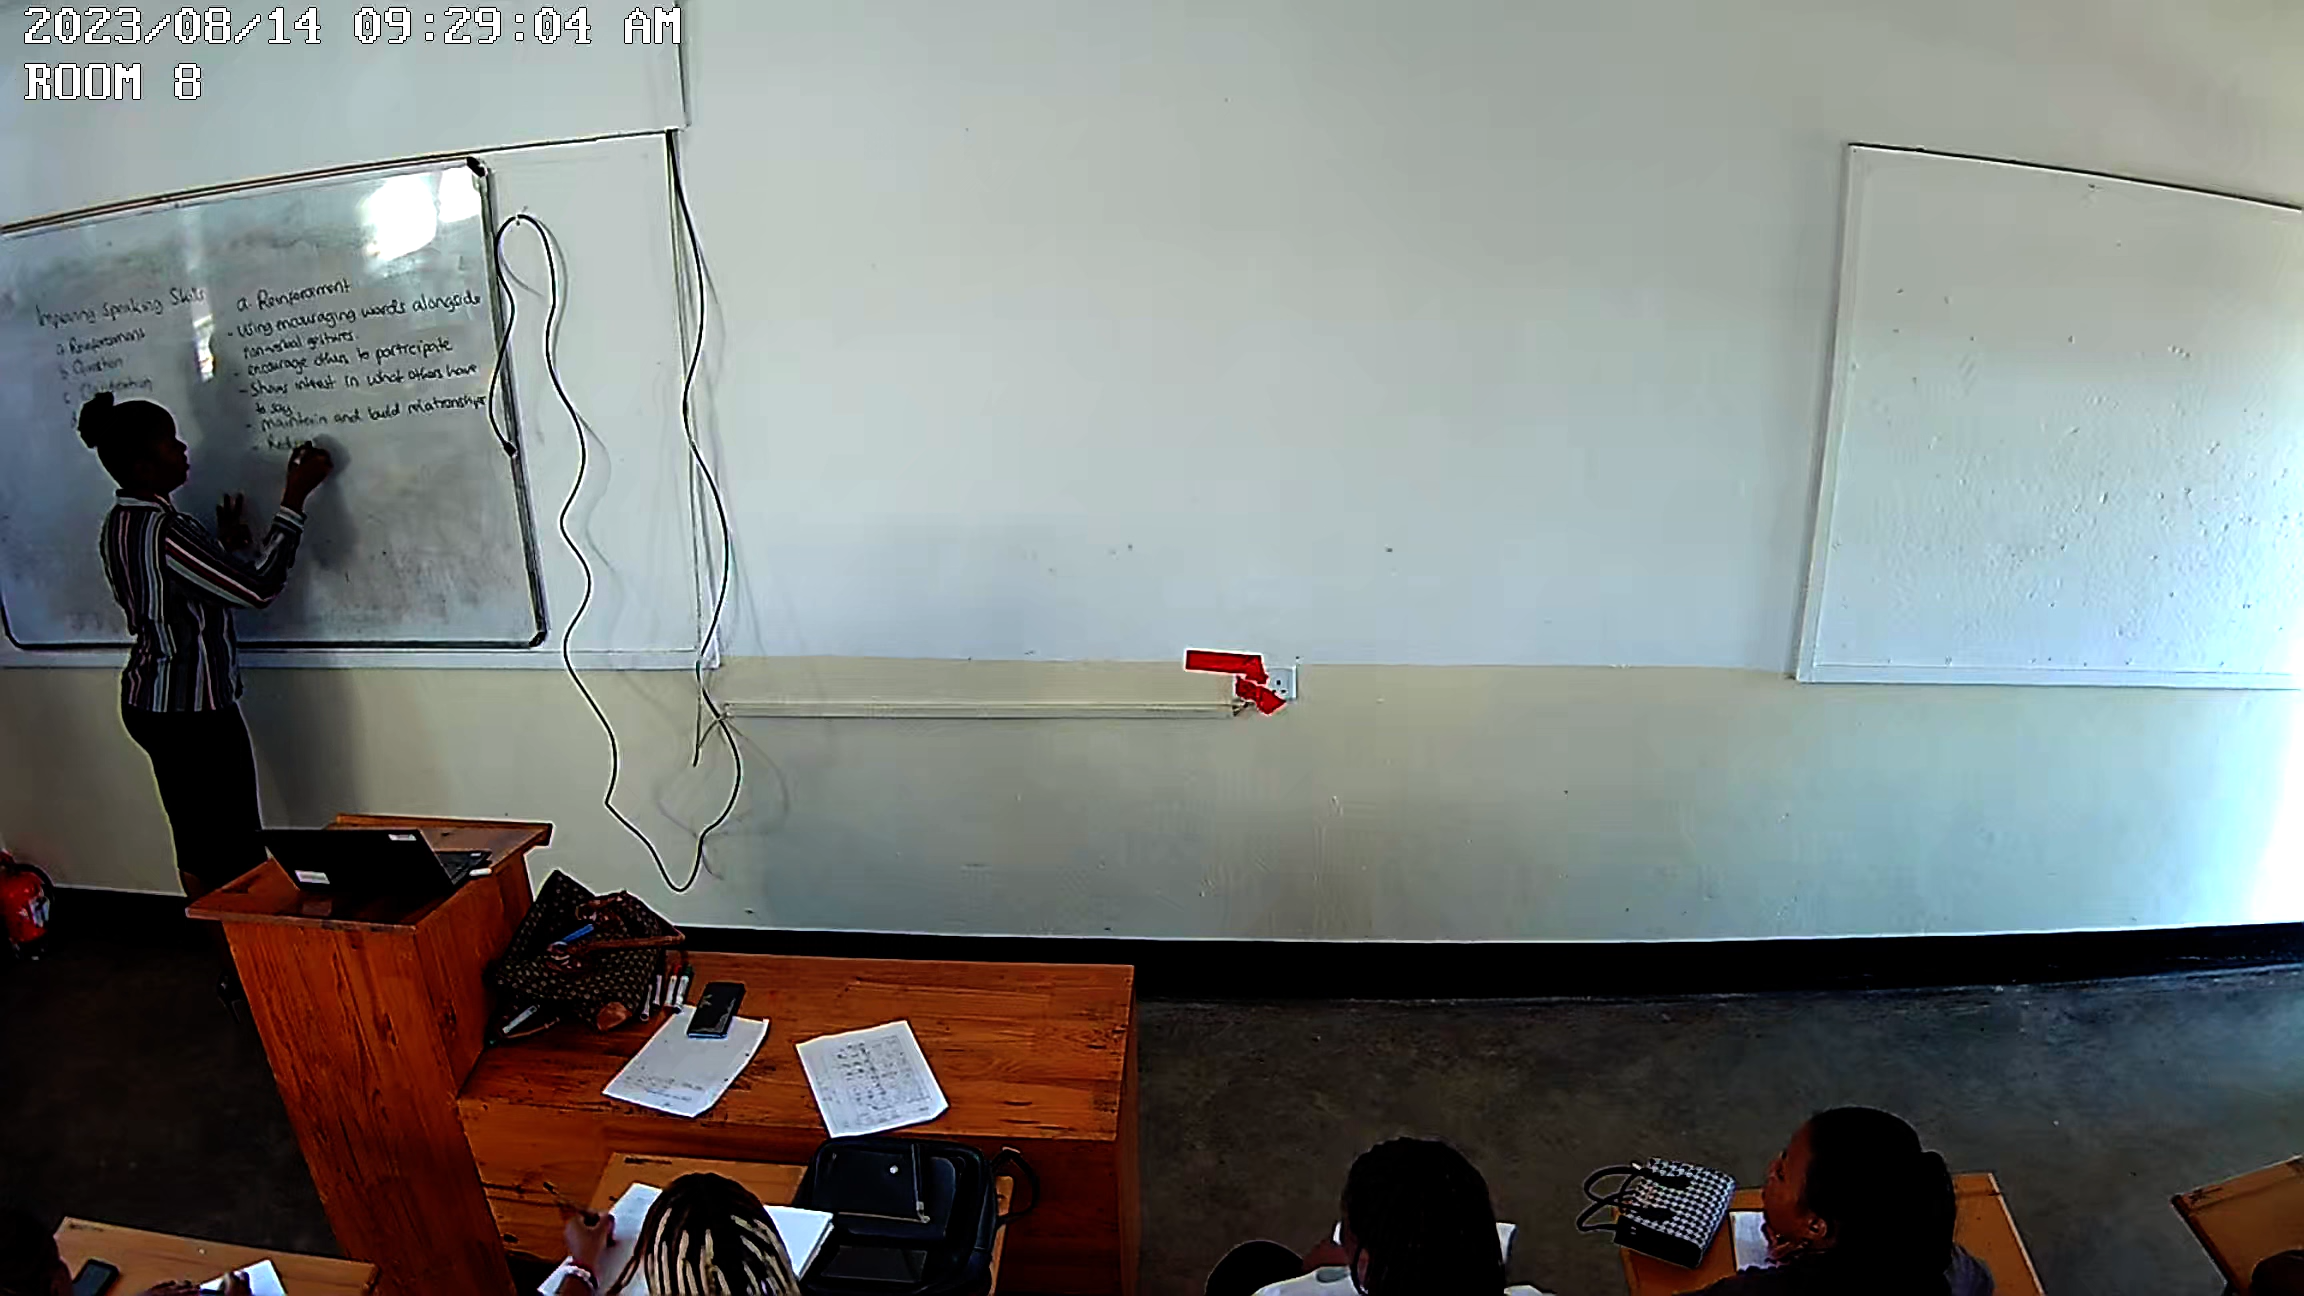 2023/08/14 09:29:04 AM
ROOM 8
Improving Speaking Skills
a. Reinforcement
b. Question
c. Clarification
a. Reinforcement
- Using encouraging words alongside
non-verbal gestures.
- encourage others to participate
- Shows interest in what others have
to say
- maintain and build relationships
-